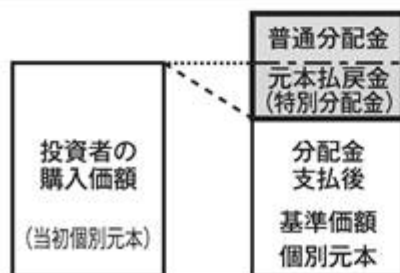 投資者の
購入価額
(当初個別元本)
普通分配金
元本払戻金
(特別分配金)
分配金
支払後
基準価額
個別元本